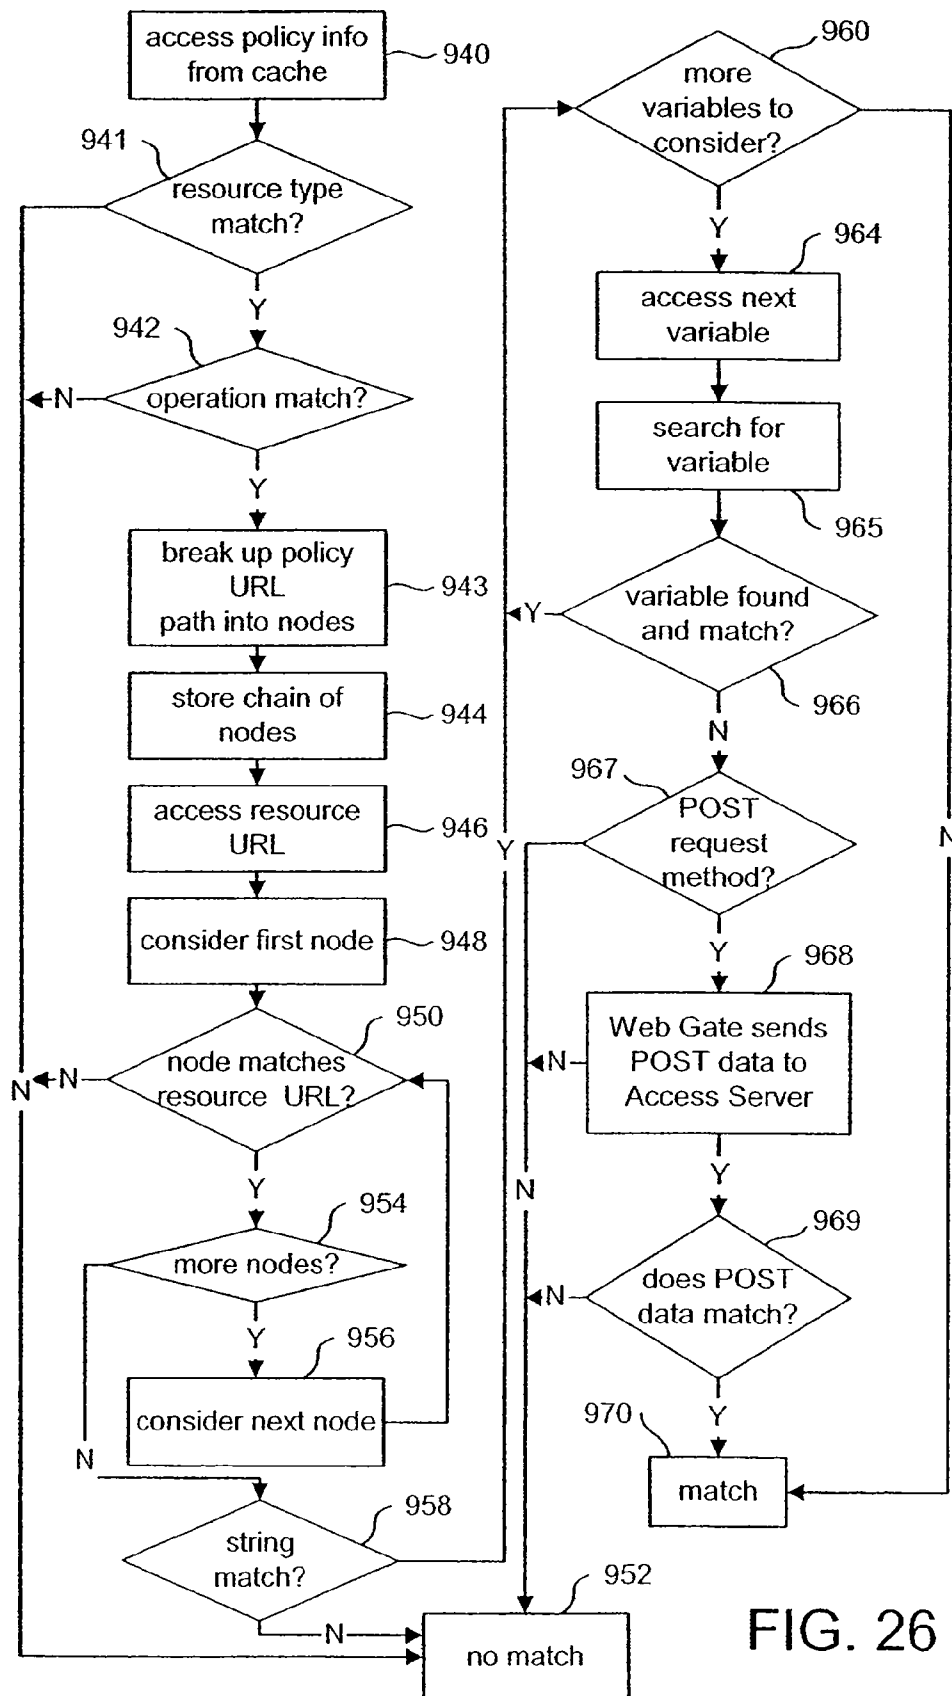 access policy info
from cache
940
941
resource type
match?
Y
942
N
operation match?
Y
break up policy
URL
path into nodes
943
store chain of
nodes
944
access resource
URL
946
consider first node
948
950
node matches
resource URL?
N
N
Y
954
more nodes?
Y
956
consider next node
N
958
string
match?
N
Y
960
more
variables to
consider?
Y
964
access next
variable
search for
variable
965
variable found
and match?
Y
966
N
967
POST
request
method?
N
Y
968
Web Gate sends
POST data to
Access Server
N
Y
N
969
does POST
data match?
N
Y
970
match
952
no match
FIG. 26